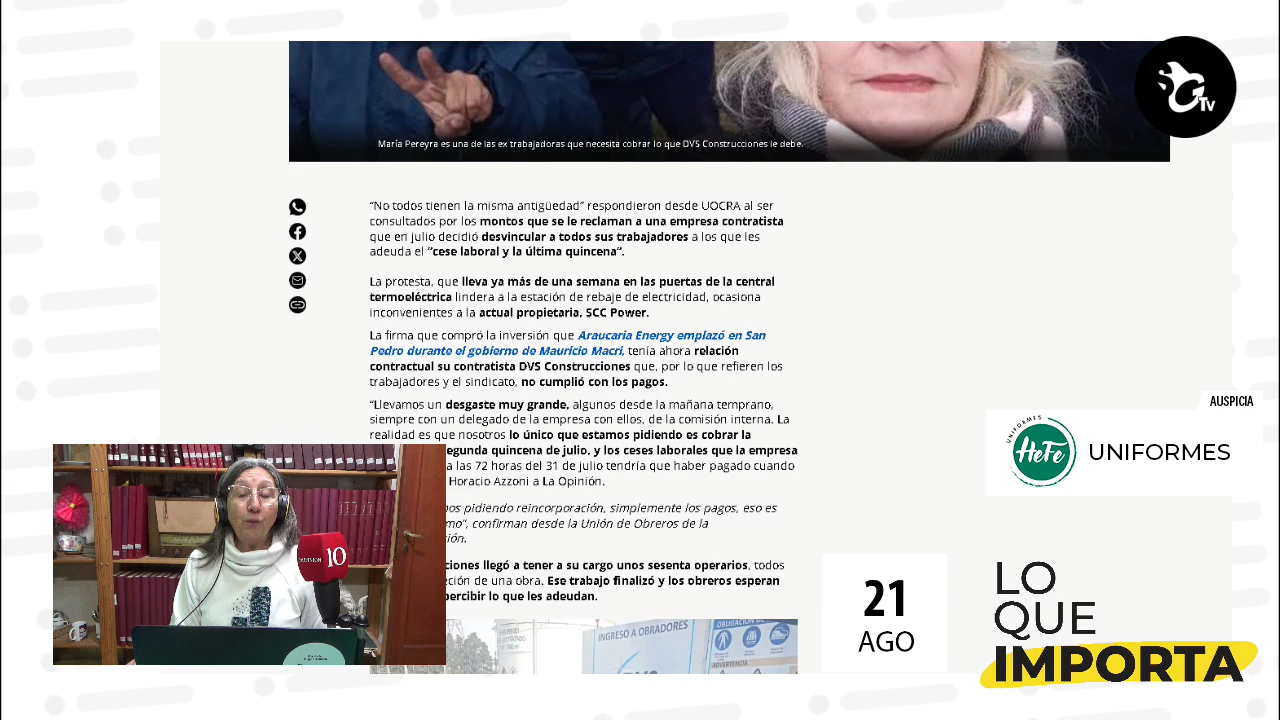 TV
María Pereyra es una de las ex trabajadoras que necesita cobrar lo que DVS Construcciones le debe.
“No todos tienen la misma antigüedad” respondieron desde UOCRA al ser
consultados por los montos que se le reclaman a una empresa contratista
que en julio decidió desvincular a todos sus trabajadores a los que les
adeuda el “cese laboral y la última quincena”.
La protesta, que lleva ya más de una semana en las puertas de la central
termoeléctrica lindera a la estación de rebaje de electricidad, ocasiona
inconvenientes a la actual propietaria, SCC Power.
La firma que compró la inversión que Araucaria Energy emplazó en San
Pedro durante el gobierno de Mauricio Macri, tenía ahora relación
contractual su contratista DVS Construcciones que, por lo que refieren los
trabajadores y el sindicato, no cumplió con los pagos.
“Llevamos un desgaste muy grande, algunos desde la mañana temprano,
siempre con un delegado de la empresa con ellos, de la comisión interna. La
realidad es que nosotros lo único que estamos pidiendo es cobrar la
egunda quincena de julio, y los ceses laborales que la empresa
a las 72 horas del 31 de julio tendría que haber pagado cuando
Horacio Azzoni a La Opinión.
nos pidiendo reincorporación, simplemente los pagos, eso es
mo”, confirman desde la Unión de Obreros de la
ión.
ciones llegó a tener a su cargo unos sesenta operarios, todos
ección de una obra. Ese trabajo finalizó y los obreros esperan
percibir lo que les adeudan.
INGRESO A OBRADORES
OBLIGACIÓN DE
ADVERTENCIA
10
AUSPICIA
UNIFORMES
HeFe
UNIFORMES
21
AGO
LO
QUE
IMPORTA